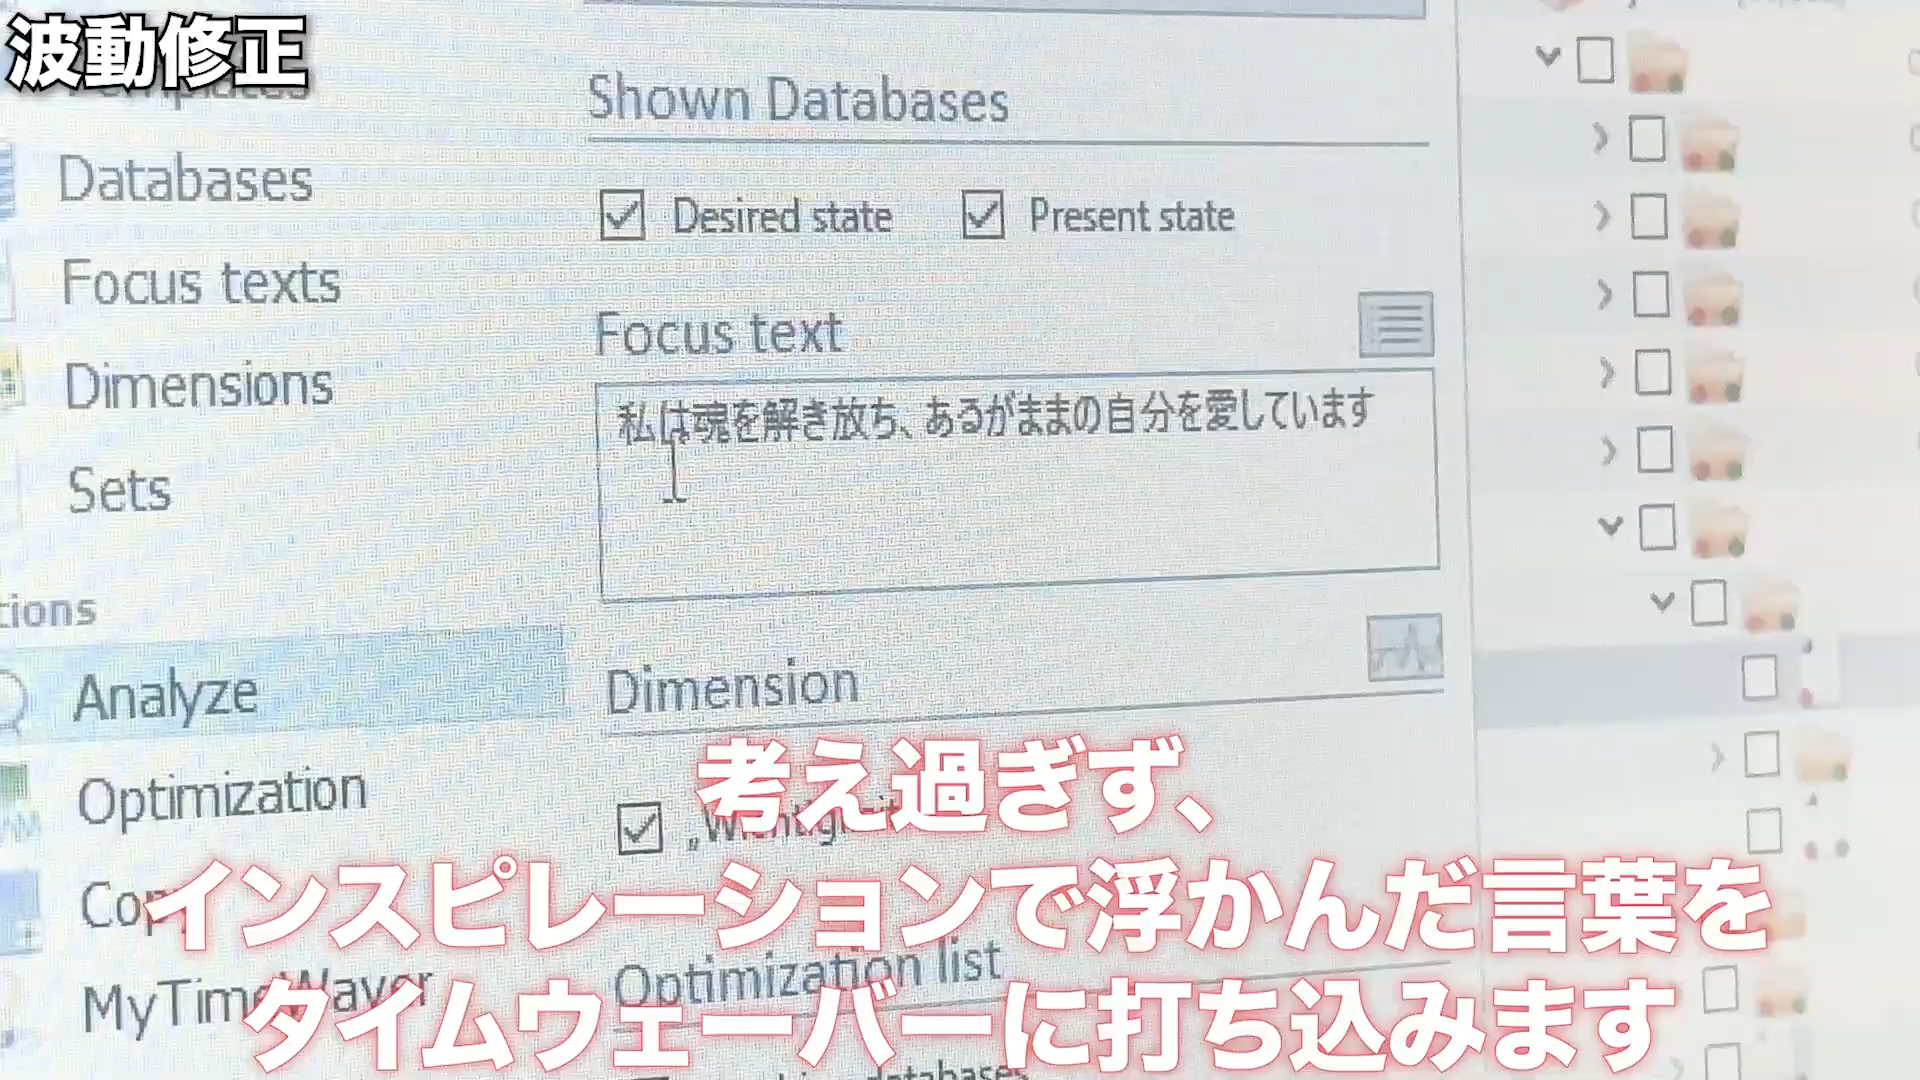 波動修正
Templates
Shown Databases
Databases
Desired state
Present state
Focus texts
Focus text
Dimensions
私は魂を解き放ち、あるがままの自分を愛しています
Sets
tions
Analyze
Dimension
Optimization
考え過ぎず、
インスピレーションで浮かんだ言葉を
タイムウェーバーに打ち込みます
Optimization list
MyTimeWaver
databases